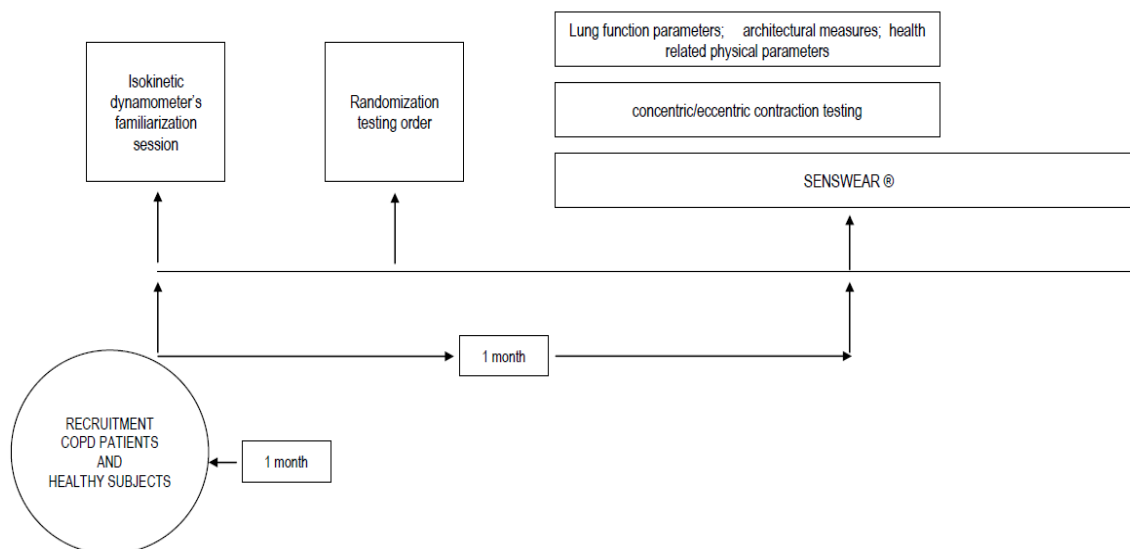 Isokinetic
dynamometer's
familiarization
session
Randomization
testing order
Lung function parameters; architectural measures; health
related physical parameters
concentric/eccentric contraction testing
SENSWEAR ®
1 month
RECRUITMENT
COPD PATIENTS
AND
HEALTHY SUBJECTS
1 month